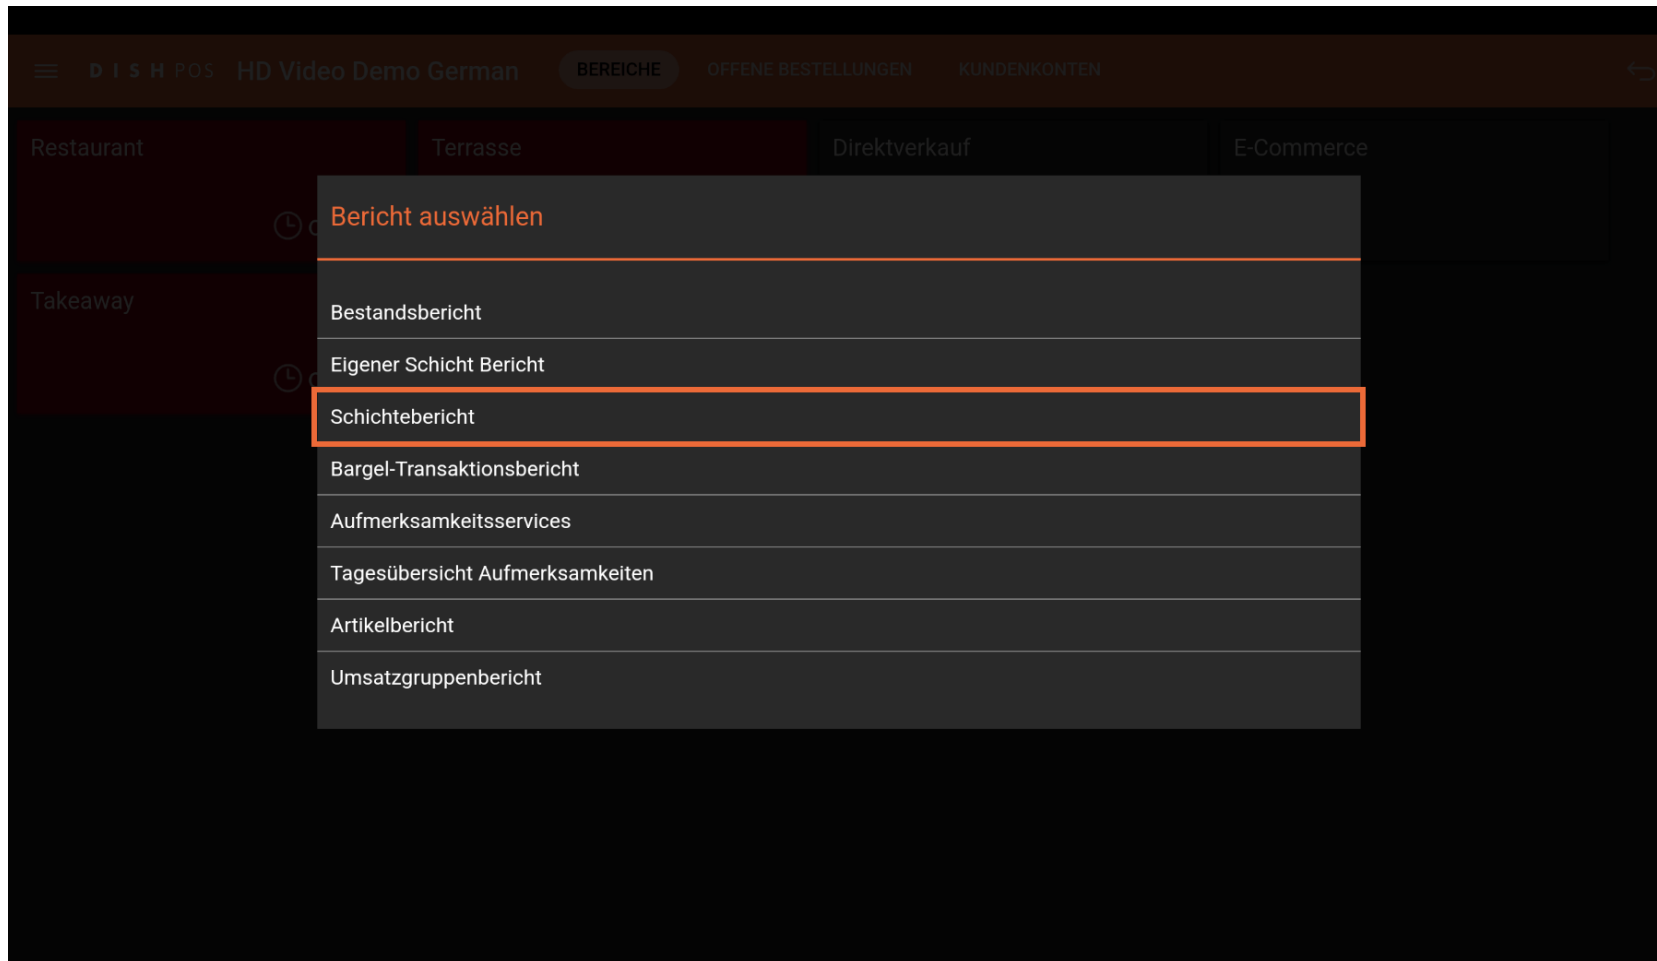 DISH POS HD Video Demo German BEREICHE OFFENE BESTELLUNGEN KUNDENKONTEN
Restaurant Terrasse Direktverkauf E-Commerce
Takeaway
Bericht auswählen
Bestandsbericht
Eigener Schicht Bericht
Schichtebericht
Bargel-Transaktionsbericht
Aufmerksamkeitsservices
Tagesübersicht Aufmerksamkeiten
Artikelbericht
Umsatzgruppenbericht